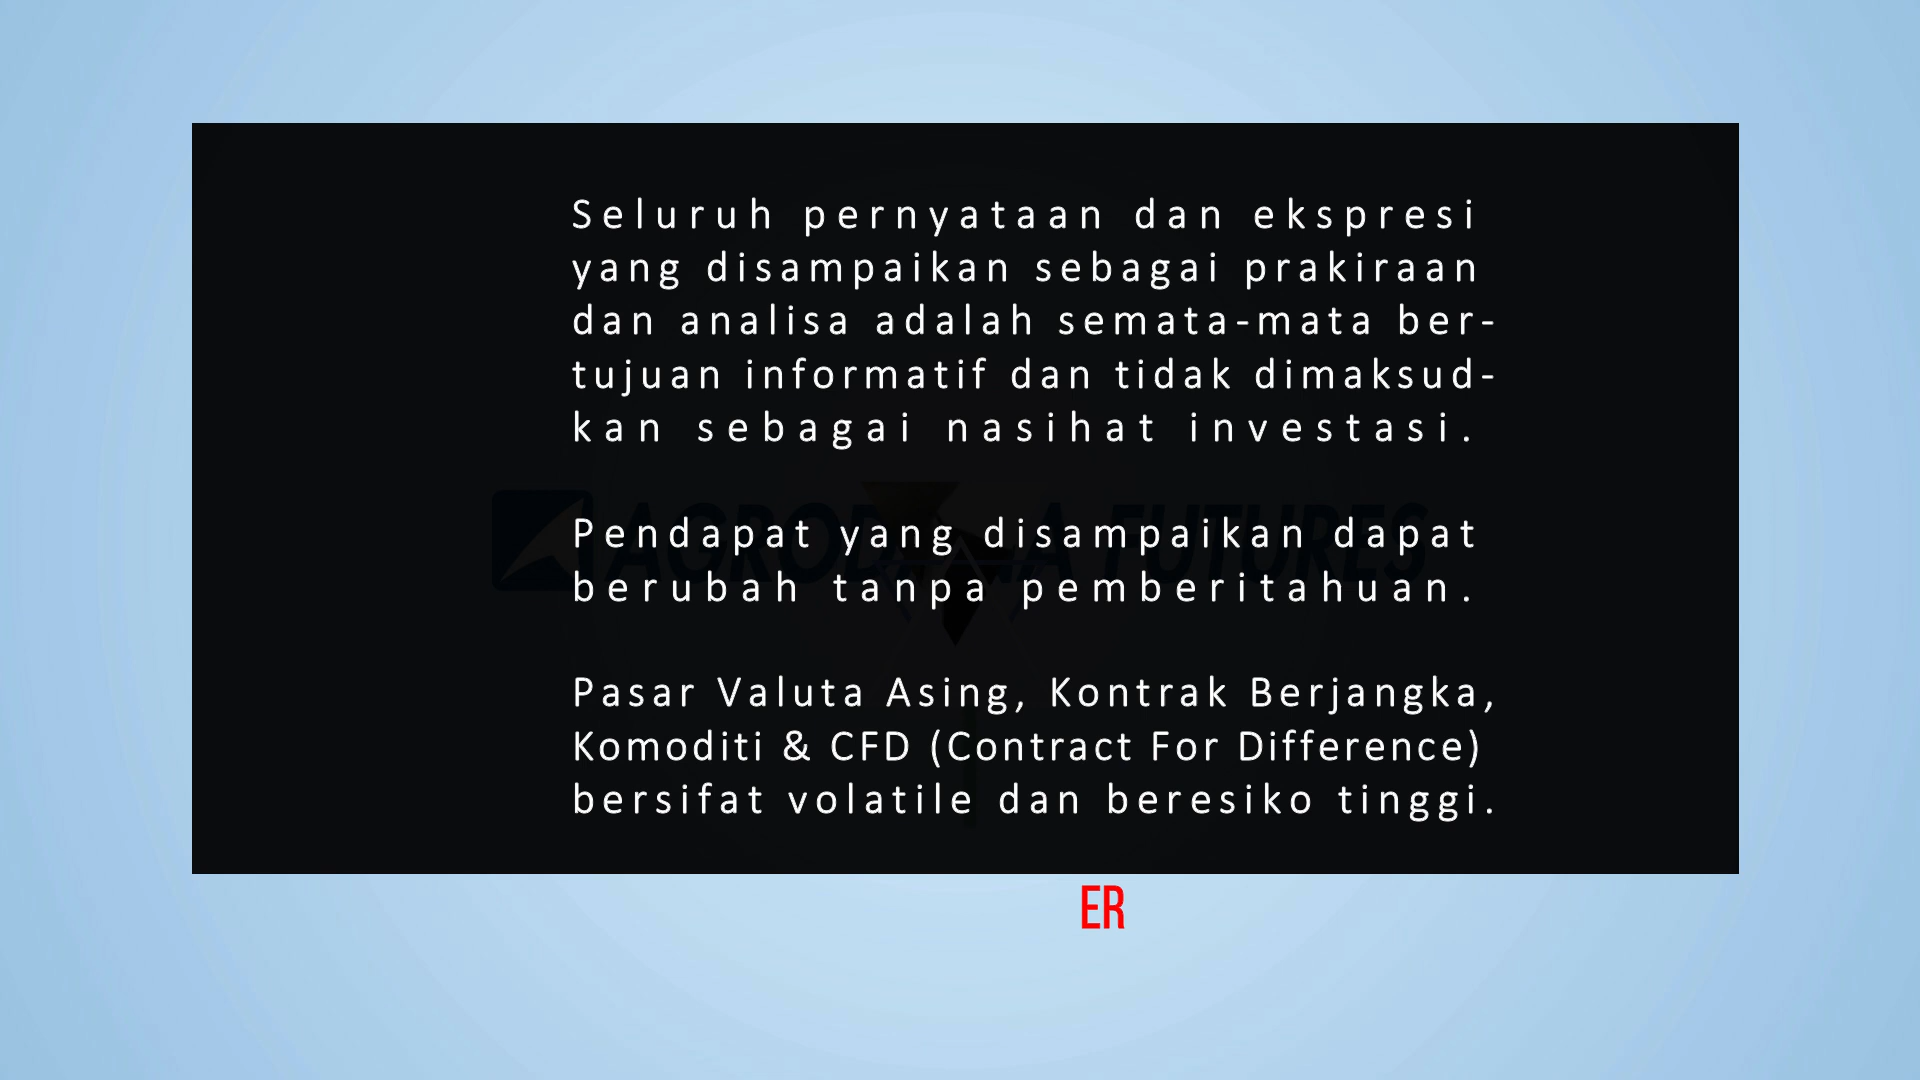 Seluruh pernyataan dan ekspresi
yang disampaikan sebagai prakiraan
dan analisa adalah semata-mata ber-
tujuan informatif dan tidak dimaksud-
kan sebagai nasihat investasi.
Pendapat yang disampaikan dapat
berubah tanpa pemberitahuan.
Pasar Valuta Asing, Kontrak Berjangka,
Komoditi & CFD (Contract For Difference)
bersifat volatile dan beresiko tinggi.
FUTURES
ER